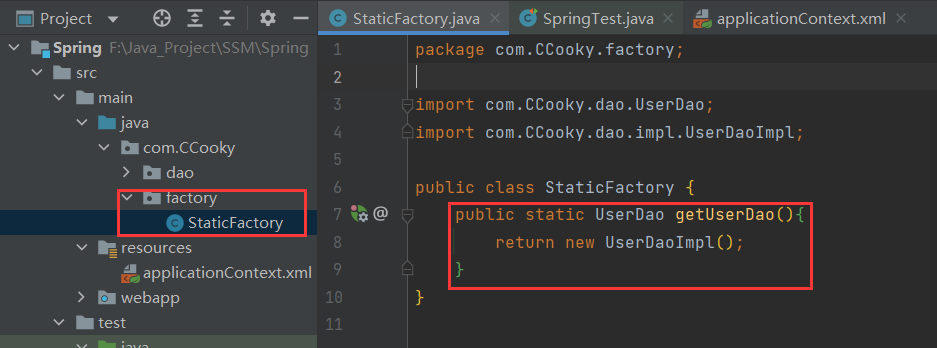 Project
Spring F:\Java_Project\SSM\Spring
src
main
java
com.CCooky
dao
factory
StaticFactory
resources
applicationContext.xml
webapp
test
java
StaticFactory.java
SpringTest.java
applicationContext.xml
1 package com.CCooky.factory;
2
3 import com.CCooky.dao.UserDao;
4 import com.CCooky.dao.impl.UserDaoImpl;
5
6 public class StaticFactory {
7 public static UserDao getUserDao(){
8 return new UserDaoImpl();
9 }
10 }
11